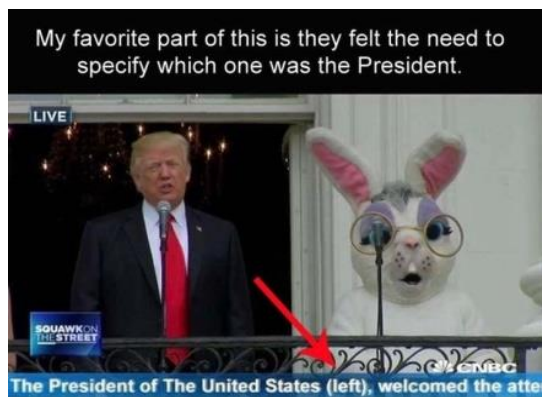 My favorite part of this is they felt the need to
specify which one was the President.
LIVE
SQUAWK ON
THE STREET
CNBC
The President of The United States (left), welcomed the atte